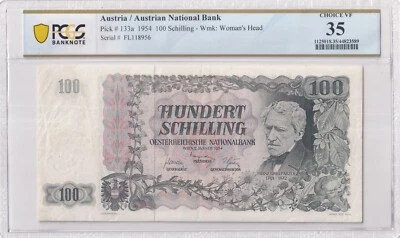 PCGS
BANKNOTE
Austria / Austrian National Bank
Pick # 133a 1954 100 Schilling - Wmk: Woman's Head
Serial # FL118956
CHOICE VF
35
100
100
HUNDERT
SCHILLING
OESTERREICHISCHE NATIONALBANK
100